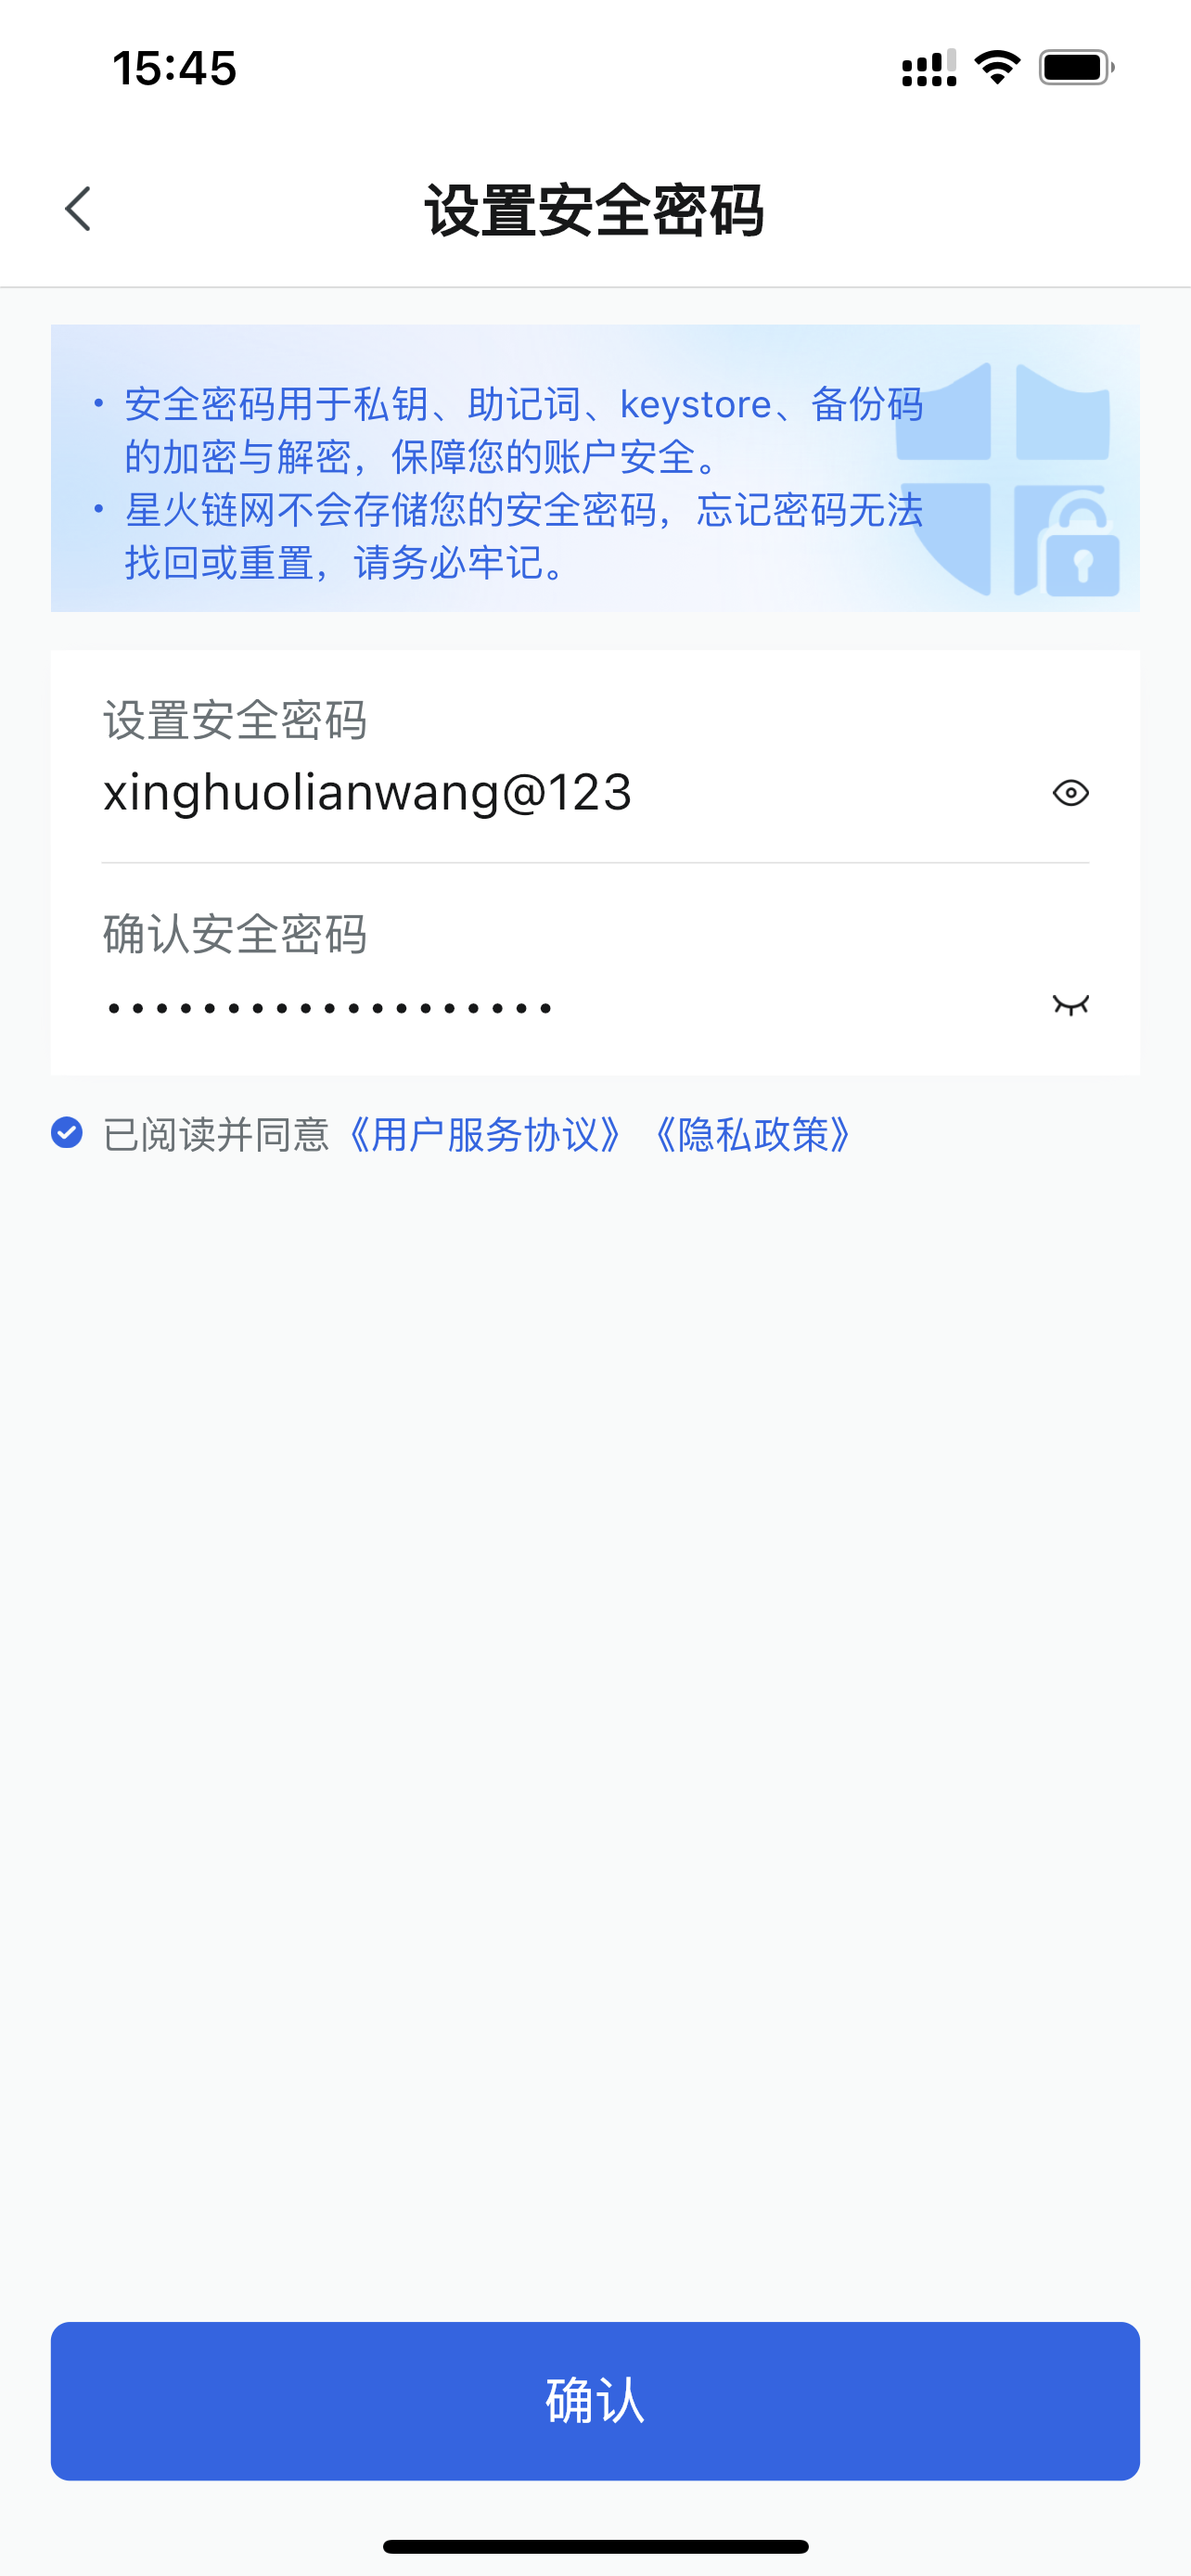 15:45
设置安全密码
• 安全密码用于私钥、助记词、keystore、备份码
的加密与解密，保障您的账户安全。
• 星火链网不会存储您的安全密码，忘记密码无法
找回或重置，请务必牢记。
设置安全密码
xinghuolianwang@123
确认安全密码
•••••••••••••••••••
已阅读并同意《用户服务协议》《隐私政策》
确认